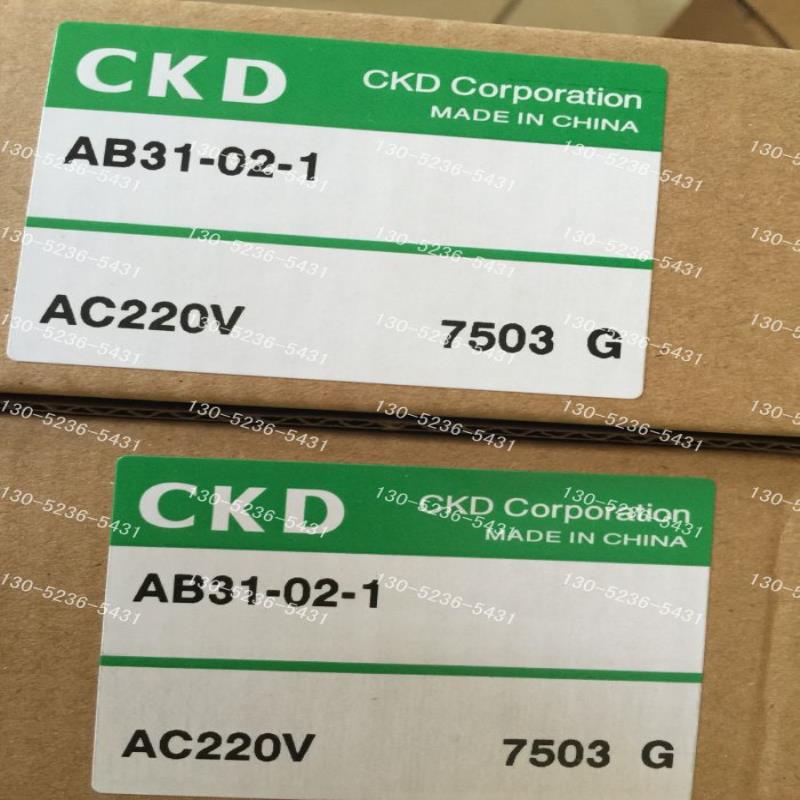 CKD
CKD Corporation
MADE IN CHINA
AB31-02-1
AC220V
7503 G
CKD
CKD Corporation
MADE IN CHINA
AB31-02-1
AC220V
7503 G
130-5236-5431